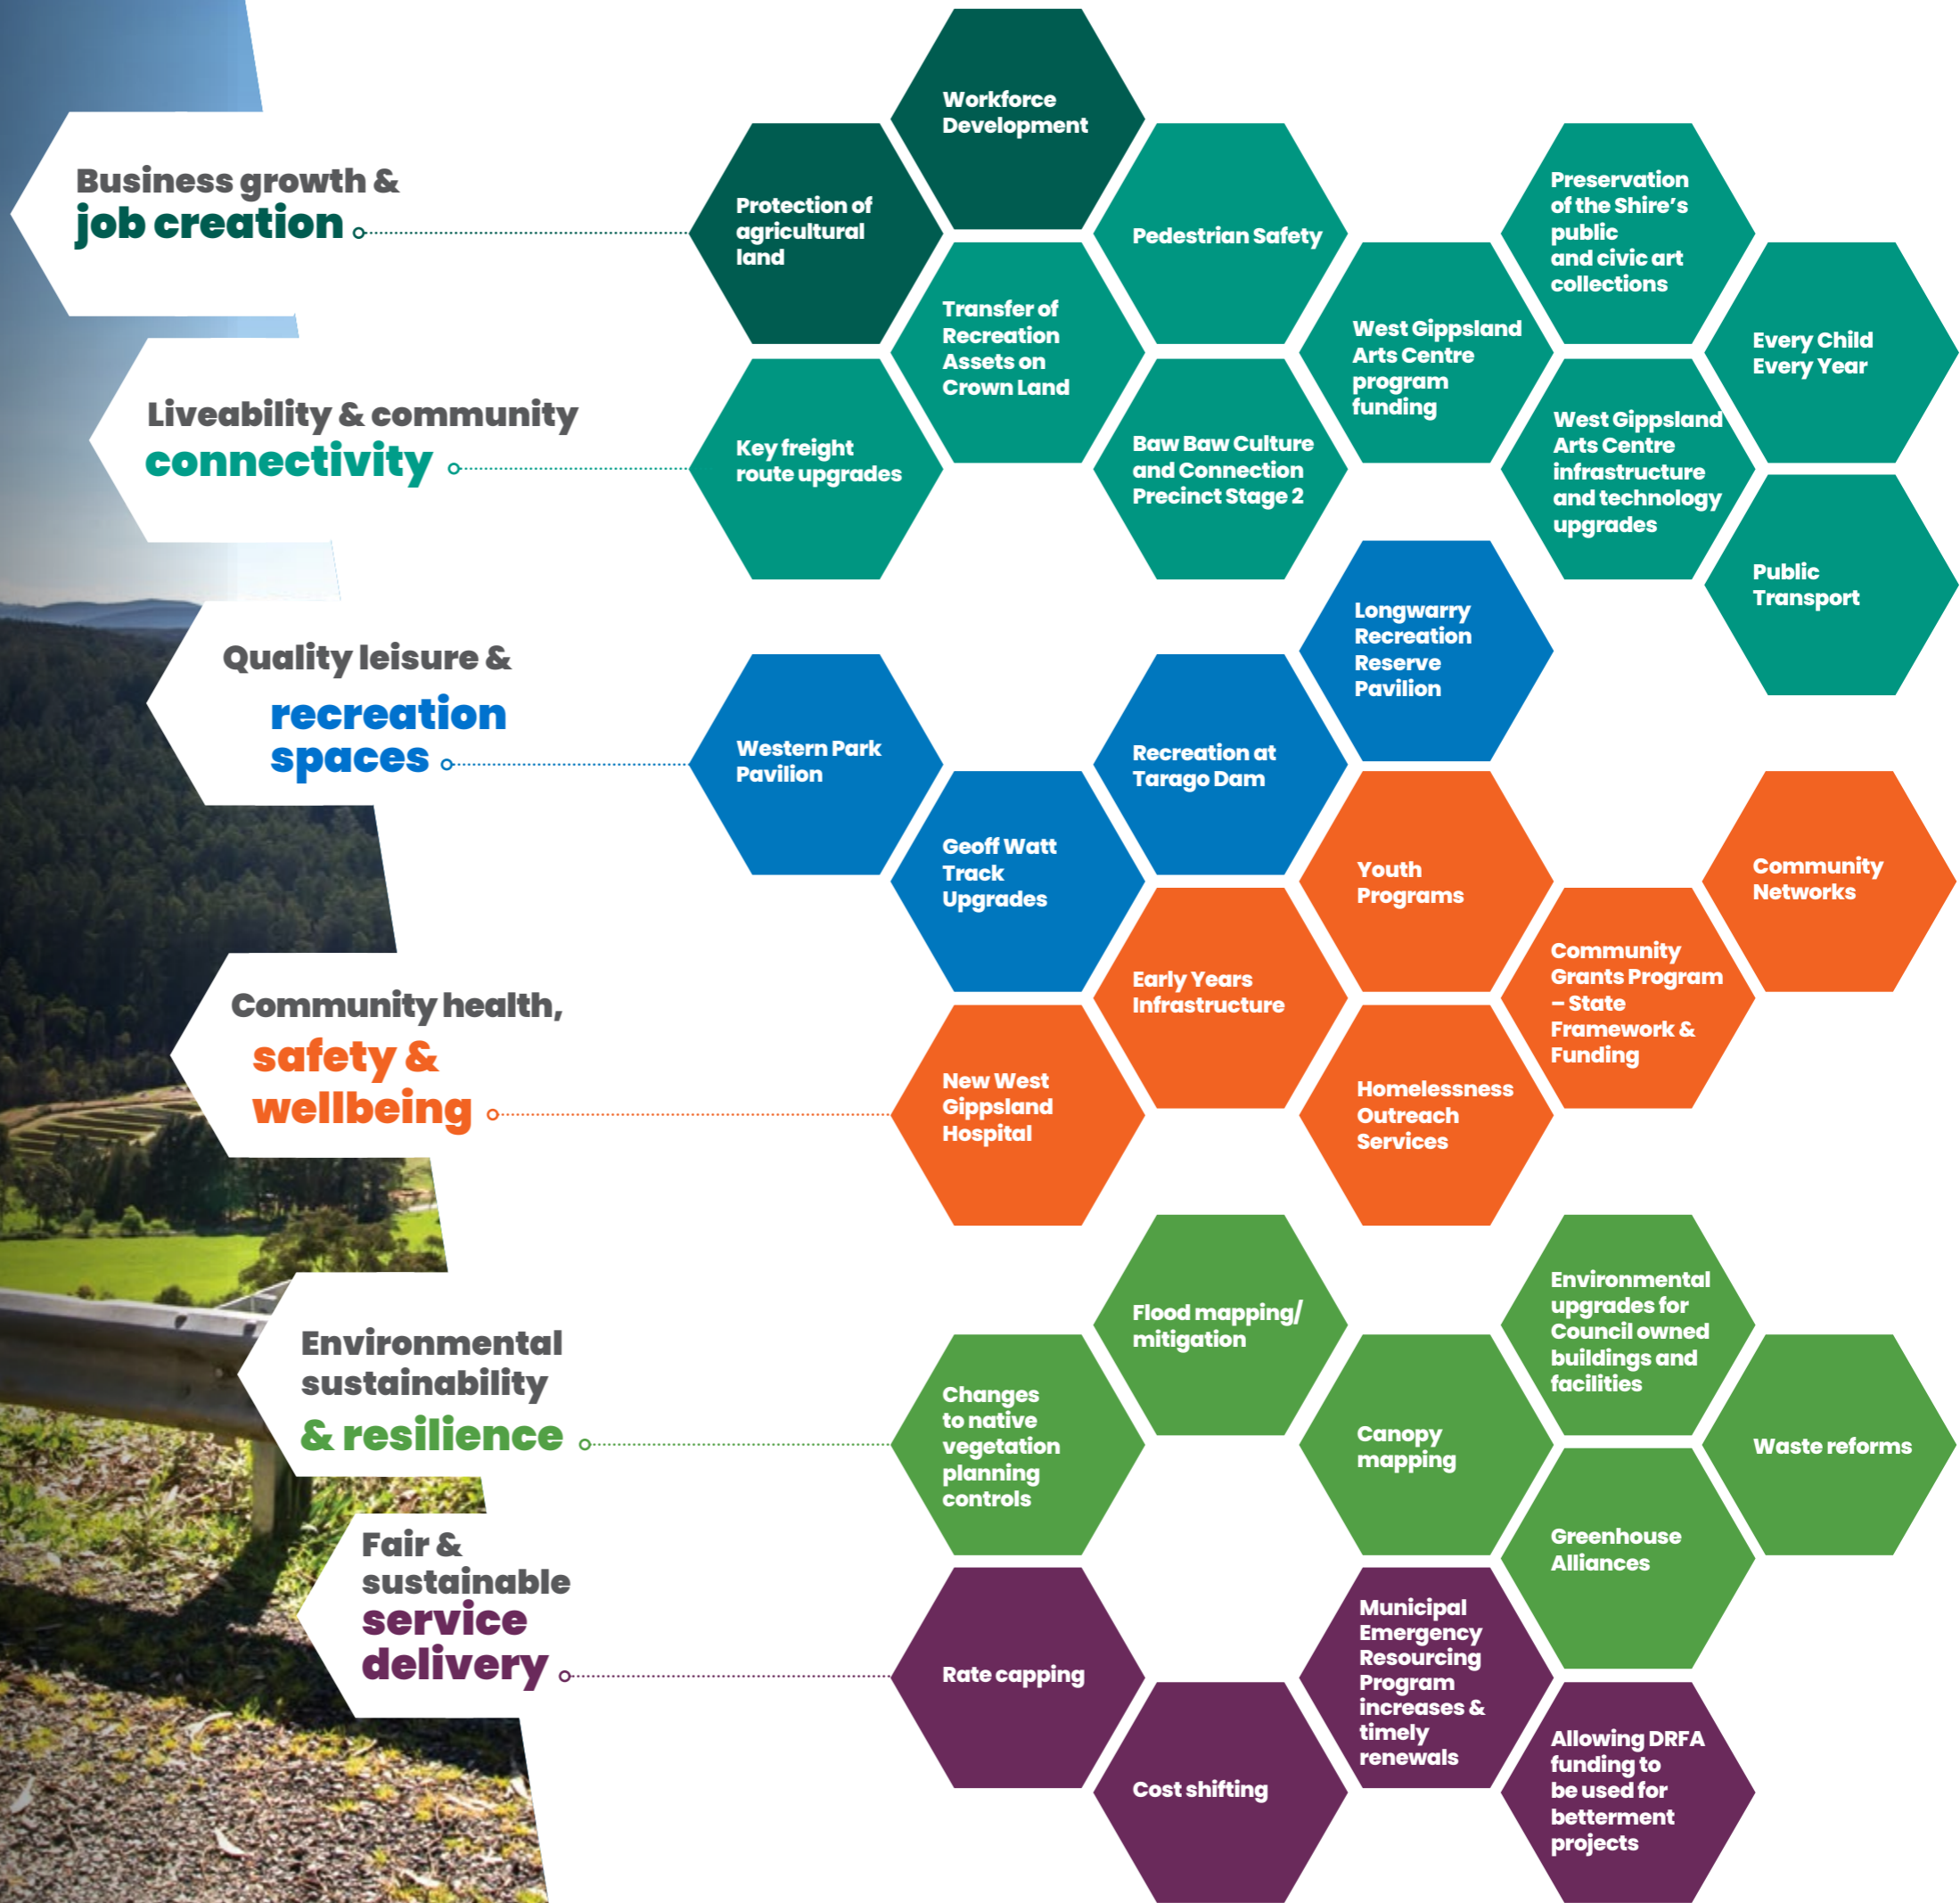 Business growth &
job creation
Protection of
agricultural
land
Workforce
Development
Liveability & community
connectivity
Key freight
route upgrades
Transfer of
Recreation
Assets on
Crown Land
Pedestrian Safety
Baw Baw Culture
and Connection
Precinct Stage 2
West Gippsland
Arts Centre
program
funding
Preservation
of the Shire’s
public
and civic art
collections
West Gippsland
Arts Centre
infrastructure
and technology
upgrades
Every Child
Every Year
Public
Transport
Quality leisure &
recreation
spaces
Western Park
Pavilion
Geoff Watt
Track
Upgrades
Recreation at
Tarago Dam
Longwarry
Recreation
Reserve
Pavilion
Community health,
safety &
wellbeing
New West
Gippsland
Hospital
Early Years
Infrastructure
Youth
Programs
Homelessness
Outreach
Services
Community
Grants Program
– State
Framework &
Funding
Community
Networks
Environmental
sustainability
& resilience
Changes
to native
vegetation
planning
controls
Flood mapping/
mitigation
Canopy
mapping
Environmental
upgrades for
Council owned
buildings and
facilities
Greenhouse
Alliances
Waste reforms
Fair &
sustainable
service
delivery
Rate capping
Cost shifting
Municipal
Emergency
Resourcing
Program
increases &
timely
renewals
Allowing DRFA
funding to
be used for
betterment
projects